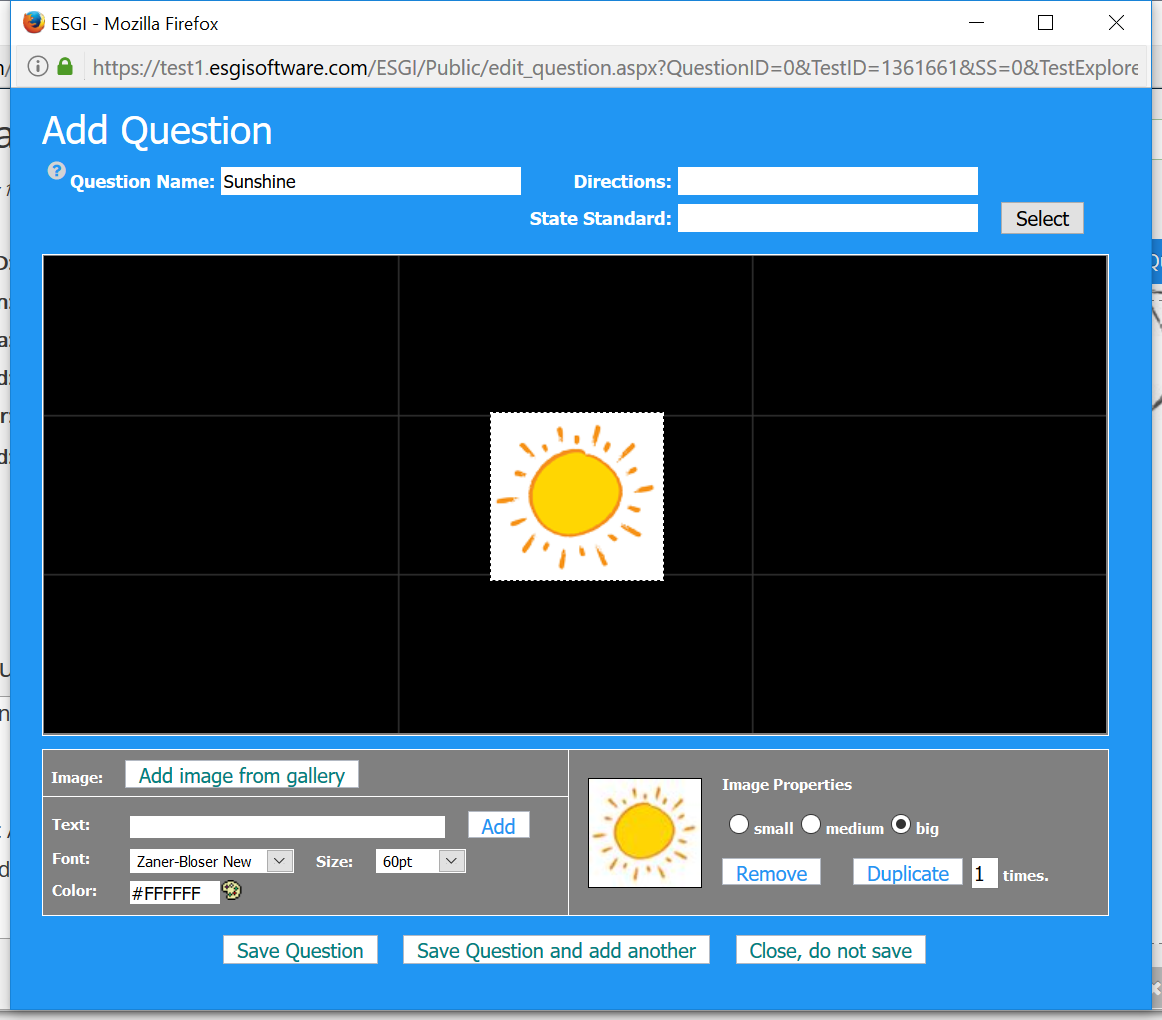 ESGI - Mozilla Firefox
https://test1.esgisoftware.com/ESGI/Public/edit_question.aspx?QuestionID=0&TestID=1361661&SS=0&TestExplore
Add Question
? Question Name: Sunshine Directions:
State Standard: Select
Image: Add image from gallery
Text: Add
Font: Zaner-Bloser New Size: 60pt
Color: #FFFFFF
Image Properties
small medium big
Remove Duplicate 1 times.
Save Question Save Question and add another Close, do not save